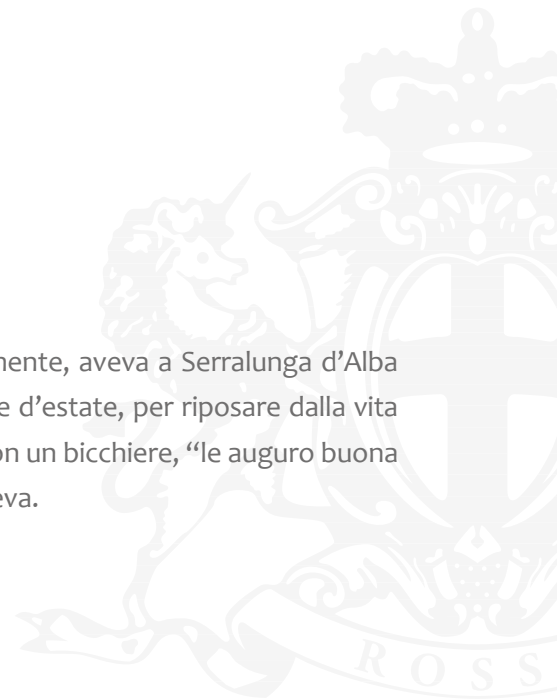 mente, aveva a Serralunga d’Alba
e d’estate, per riposare dalla vita
on un bicchiere, “le auguro buona
eva.
ROSS